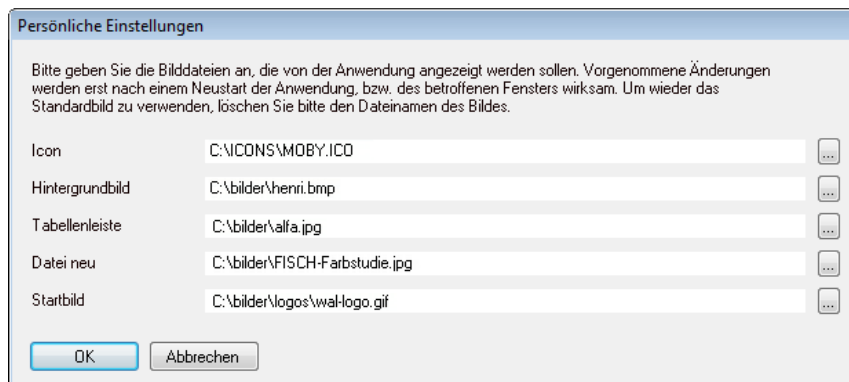 Persönliche Einstellungen
Bitte geben Sie die Bilddateien an, die von der Anwendung angezeigt werden sollen. Vorgenommene Änderungen
werden erst nach einem Neustart der Anwendung, bzw. des betroffenen Fensters wirksam. Um wieder das
Standardbild zu verwenden, löschen Sie bitte den Dateinamen des Bildes.
Icon C:\ICONS\MOBY.ICO ...
Hintergrundbild C:\bilder\henri.bmp ...
Tabellenleiste C:\bilder\alfa.jpg ...
Datei neu C:\bilder\FISCH-Farbstudie.jpg ...
Startbild C:\bilder\logos\wal-logo.gif ...
OK Abbrechen